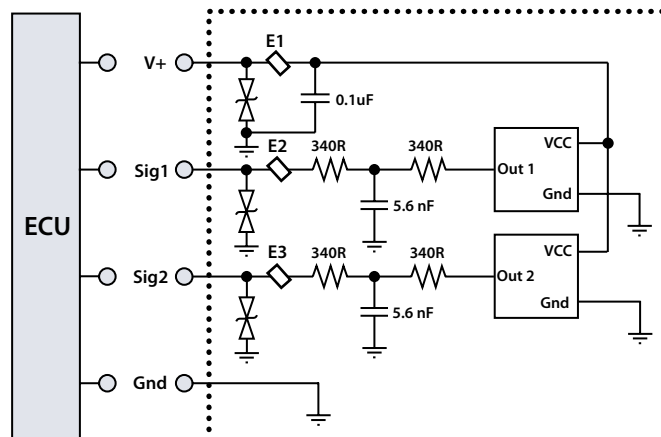 E1
V+
0.1uF
E2
340R
340R
VCC
Sig1
Out 1
5.6 nF
Gnd
ECU
E3
340R
340R
VCC
Sig2
Out 2
5.6 nF
Gnd
Gnd